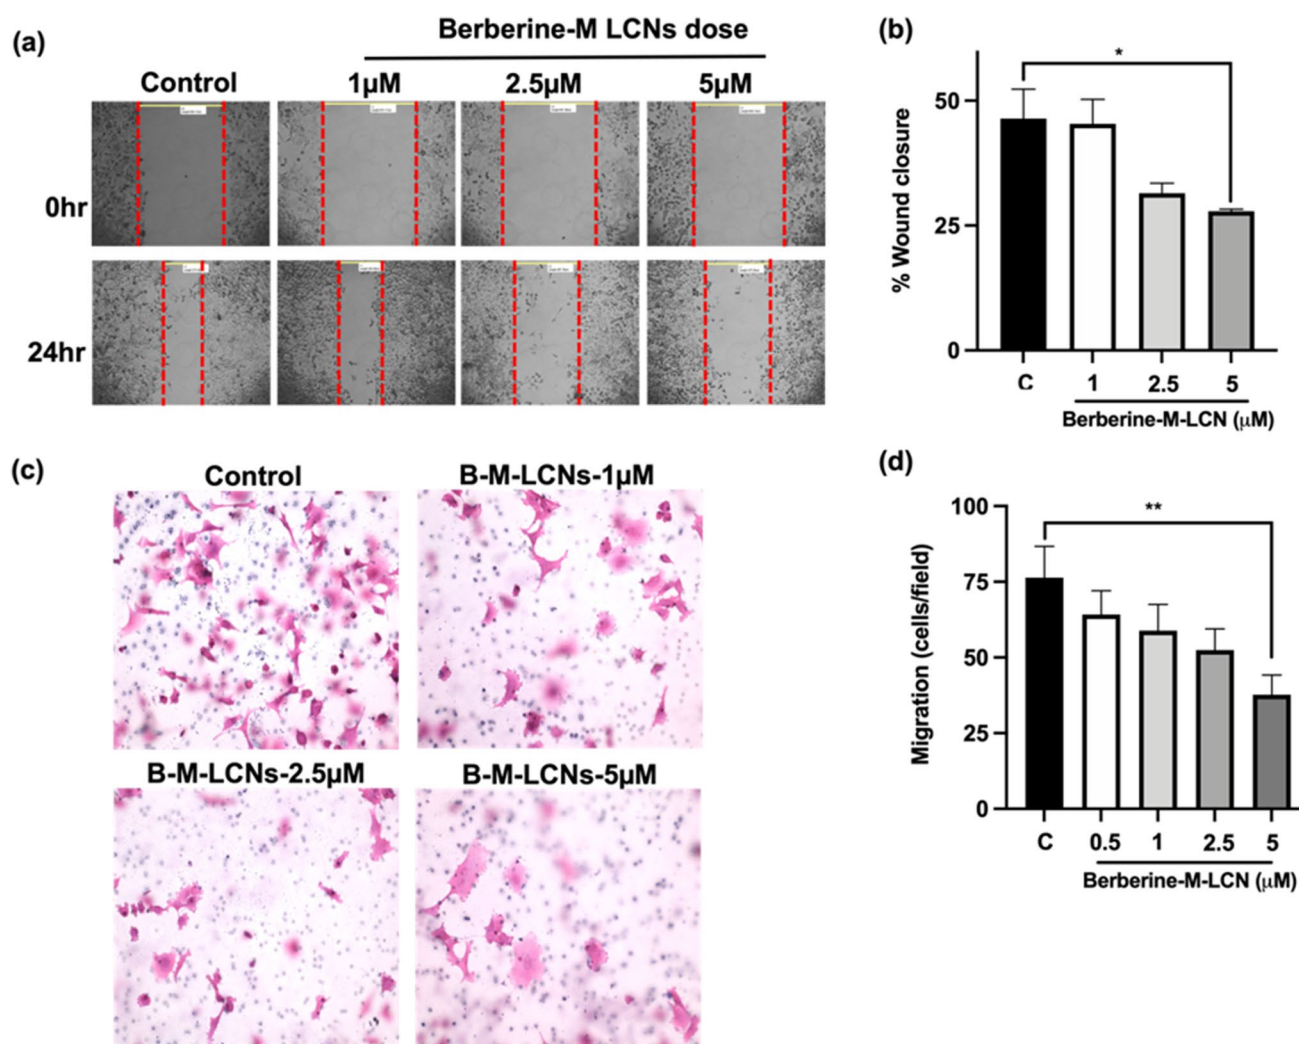 (a)
Berberine-M LCNs dose
Control
1µM
2.5µM
5µM
0hr
24hr
(b)
*
% Wound closure
50
25
0
C
1
2.5
5
Berberine-M-LCN (µM)
(c)
Control
B-M-LCNs-1µM
B-M-LCNs-2.5µM
B-M-LCNs-5µM
(d)
**
Migration (cells/field)
100
75
50
25
0
C
0.5
1
2.5
5
Berberine-M-LCN (µM)